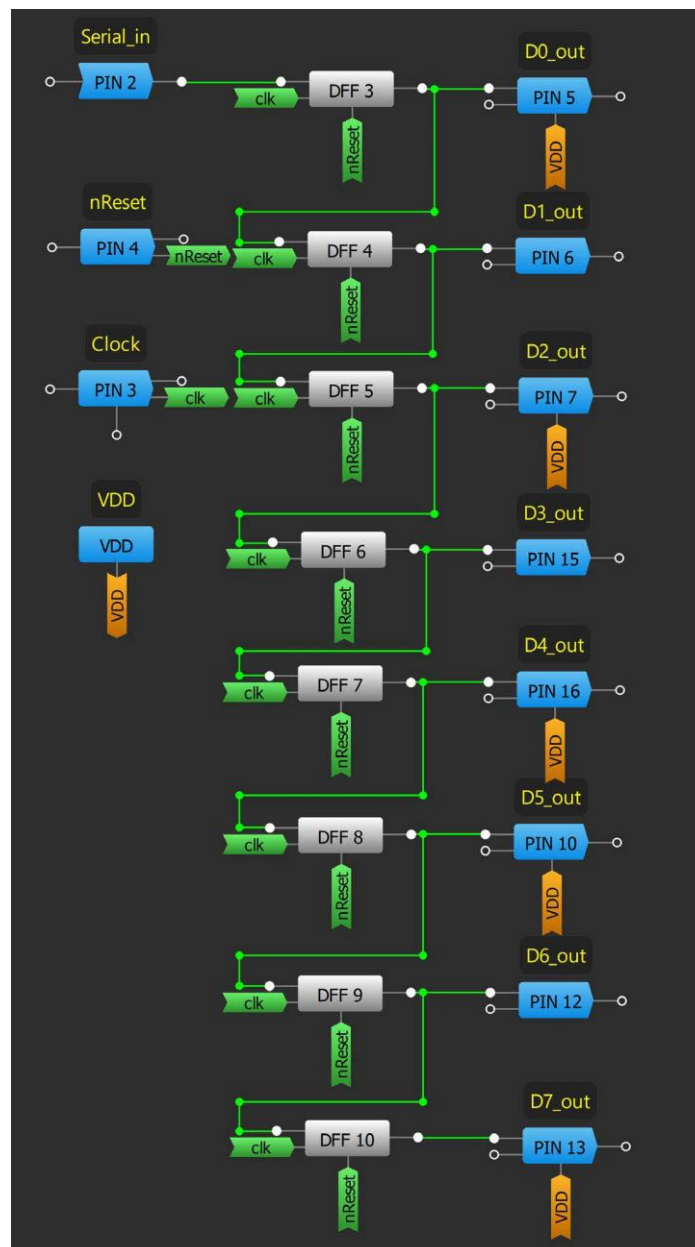 Serial_in
PIN 2
clk
DFF 3
nReset
D0_out
PIN 5
VDD
nReset
PIN 4
nReset
clk
DFF 4
nReset
D1_out
PIN 6
Clock
PIN 3
clk
clk
DFF 5
nReset
D2_out
PIN 7
VDD
VDD
VDD
VDD
clk
DFF 6
nReset
D3_out
PIN 15
clk
DFF 7
nReset
D4_out
PIN 16
VDD
clk
DFF 8
nReset
D5_out
PIN 10
VDD
clk
DFF 9
nReset
D6_out
PIN 12
clk
DFF 10
nReset
D7_out
PIN 13
VDD